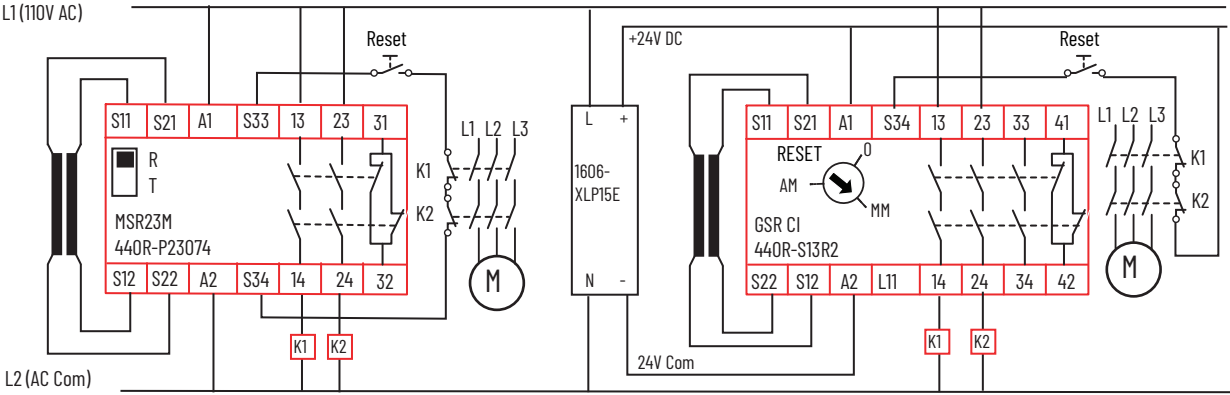 L1 (110V AC)
Reset
+24V DC
Reset
S11 S21 A1 S33 13 23 31
L1 L2 L3
L +
S11 S21 A1 S34 13 23 33 41
L1 L2 L3
R
T
K1
K2
1606-
XLP15E
RESET
0
AM
MM
K1
K2
MSR23M
440R-P23074
GSR CI
440R-S13R2
S12 S22 A2 S34 14 24 32
M
N -
S22 S12 A2 L11 14 24 34 42
M
K1 K2
K1 K2
24V Com
L2 (AC Com)